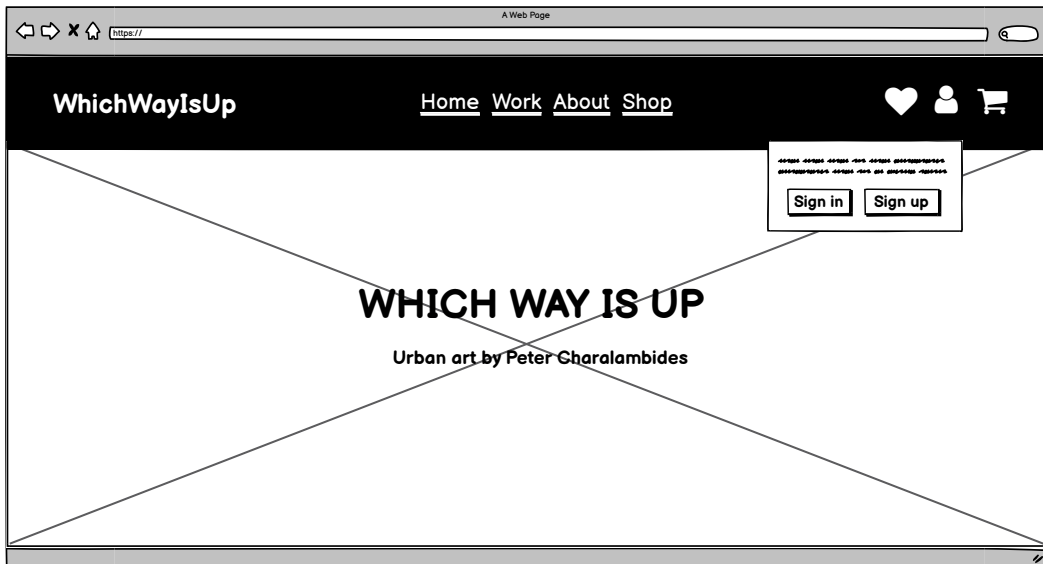 A Web Page
https://
WhichWayIsUp
Home Work About Shop
Sign in Sign up
WHICH WAY IS UP
Urban art by Peter Charalambides